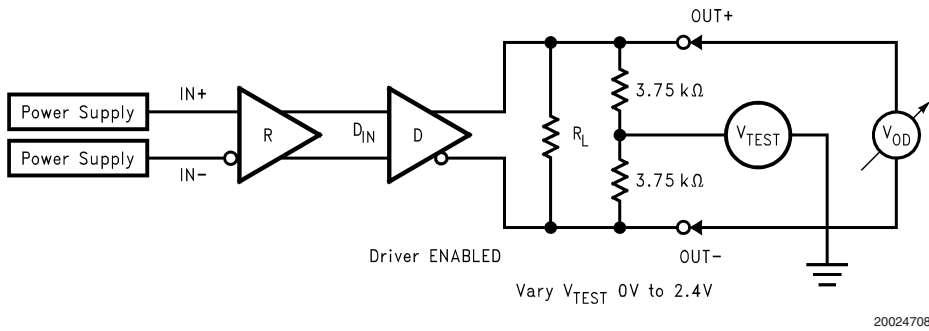 OUT+
IN+
Power Supply
3.75 kΩ
R
D_IN
D
R_L
V_TEST
V_OD
Power Supply
IN-
3.75 kΩ
Driver ENABLED
OUT-
Vary V_TEST 0V to 2.4V
20024708